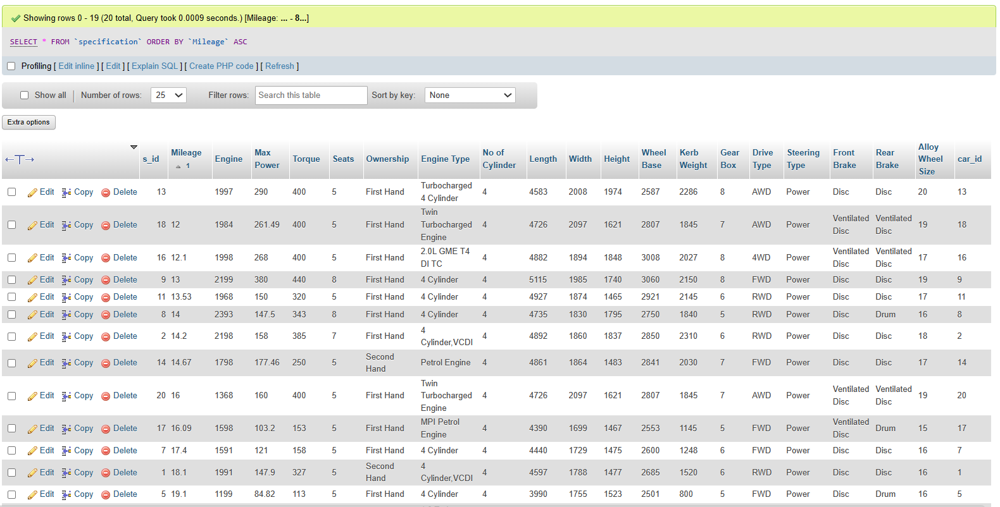 Showing rows 0 - 19 (20 total, Query took 0.0009 seconds.) [Mileage: ... - 8...]
SELECT * FROM `specification` ORDER BY `Mileage` ASC
Profiling [ Edit inline ] [ Edit ] [ Explain SQL ] [ Create PHP code ] [ Refresh ]
Show all Number of rows: 25 Filter rows: Search this table Sort by key: None
Extra options
s_id Mileage 1 Engine Max Power Torque Seats Ownership Engine Type No of Cylinder Length Width Height Wheel Base Kerb Weight Gear Box Drive Type Steering Type Front Brake Rear Brake Alloy Wheel Size car_id
Edit Copy Delete 13 1997 290 400 5 First Hand Turbocharged 4 Cylinder 4 4583 2008 1974 2587 2286 8 AWD Power Disc Disc 20 13
Edit Copy Delete 18 12 1984 261.49 400 5 First Hand Twin Turbocharged Engine 4 4726 2097 1621 2807 1845 7 AWD Power Ventilated Disc Ventilated Disc 19 18
Edit Copy Delete 16 12.1 1998 268 400 5 First Hand 2.0L GME T4 DI TC 4 4882 1894 1848 3008 2027 8 4WD Power Ventilated Disc Ventilated Disc 17 16
Edit Copy Delete 9 13 2199 380 440 8 First Hand 4 Cylinder 4 5115 1985 1740 3060 2150 8 FWD Power Disc Disc 19 9
Edit Copy Delete 11 13.53 1968 150 320 5 First Hand 4 Cylinder 4 4927 1874 1465 2921 2145 6 RWD Power Disc Disc 17 11
Edit Copy Delete 8 14 2393 147.5 343 8 First Hand 4 Cylinder 4 4735 1830 1795 2750 1840 5 RWD Power Disc Drum 16 8
Edit Copy Delete 2 14.2 2198 158 385 7 First Hand 4 Cylinder,VCDI 4 4892 1860 1837 2850 2310 6 RWD Power Disc Disc 18 2
Edit Copy Delete 14 14.67 1798 177.46 250 5 Second Hand Petrol Engine 4 4861 1864 1483 2841 2030 7 FWD Power Disc Disc 17 14
Edit Copy Delete 20 16 1368 160 400 5 First Hand Twin Turbocharged Engine 4 4726 2097 1621 2807 1845 7 AWD Power Ventilated Disc Ventilated Disc 19 20
Edit Copy Delete 17 16.09 1598 103.2 153 5 First Hand MPI Petrol Engine 4 4390 1699 1467 2553 1145 5 FWD Power Ventilated Disc Drum 15 17
Edit Copy Delete 7 17.4 1591 121 158 5 First Hand 4 Cylinder 4 4440 1729 1475 2600 1248 6 FWD Power Disc Disc 16 7
Edit Copy Delete 1 18.1 1991 147.9 327 5 Second Hand 4 Cylinder,VCDI 4 4597 1788 1477 2685 1520 6 RWD Power Disc Disc 16 1
Edit Copy Delete 5 19.1 1199 84.82 113 5 First Hand 4 Cylinder 4 3990 1755 1523 2501 800 5 FWD Power Disc Drum 16 5